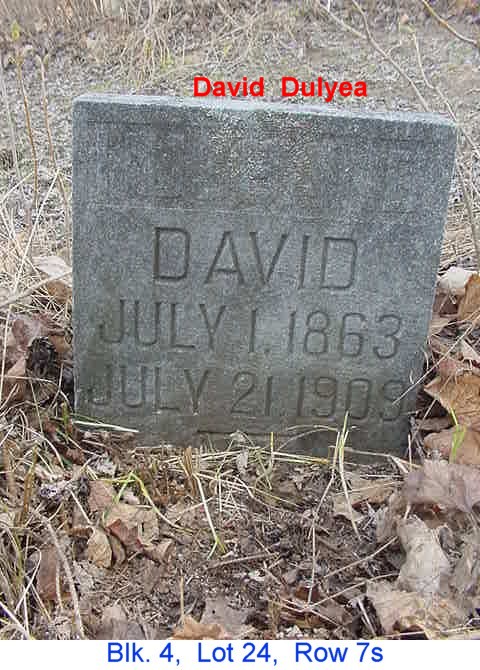 David Dulyea
DAVID
JULY 1. 1863
JULY 21. 1909
Blk. 4, Lot 24, Row 7s